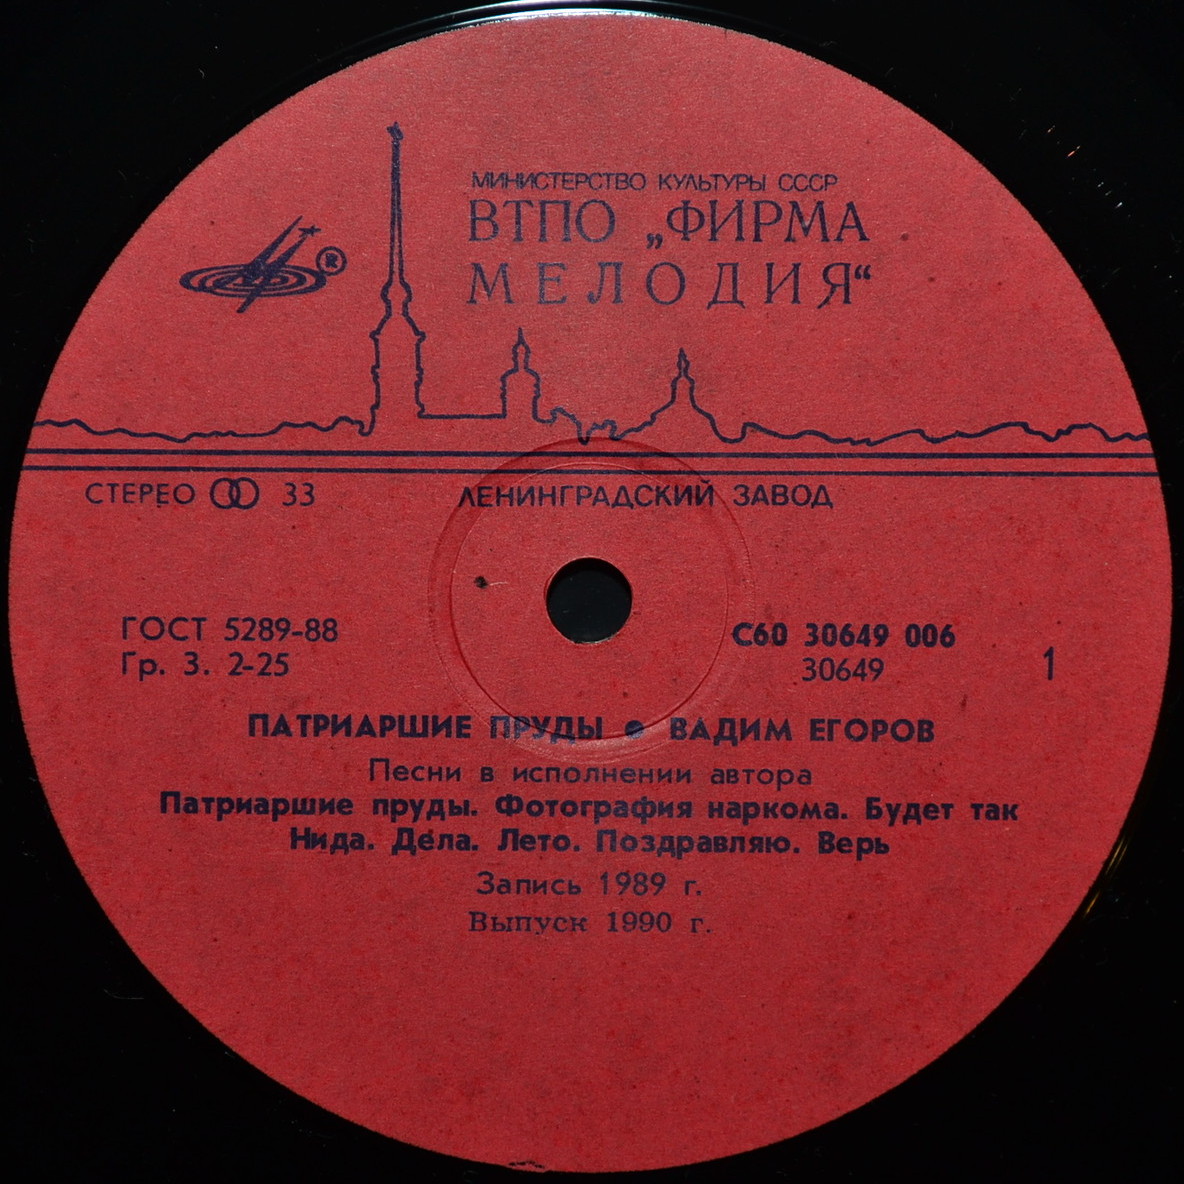 МИНИСТЕРСТВО КУЛЬТУРЫ СССР
ВТПО „ФИРМА
МЕЛОДИЯ“
®
СТЕРЕО 33
ЛЕНИНГРАДСКИЙ ЗАВОД
ГОСТ 5289-88
Гр. 3. 2-25
С60 30649 006
30649
1
ПАТРИАРШИЕ ПРУДЫ ● ВАДИМ ЕГОРОВ
Песни в исполнении автора
Патриаршие пруды. Фотография наркома. Будет так
Нида. Дела. Лето. Поздравляю. Верь
Запись 1989 г.
Выпуск 1990 г.